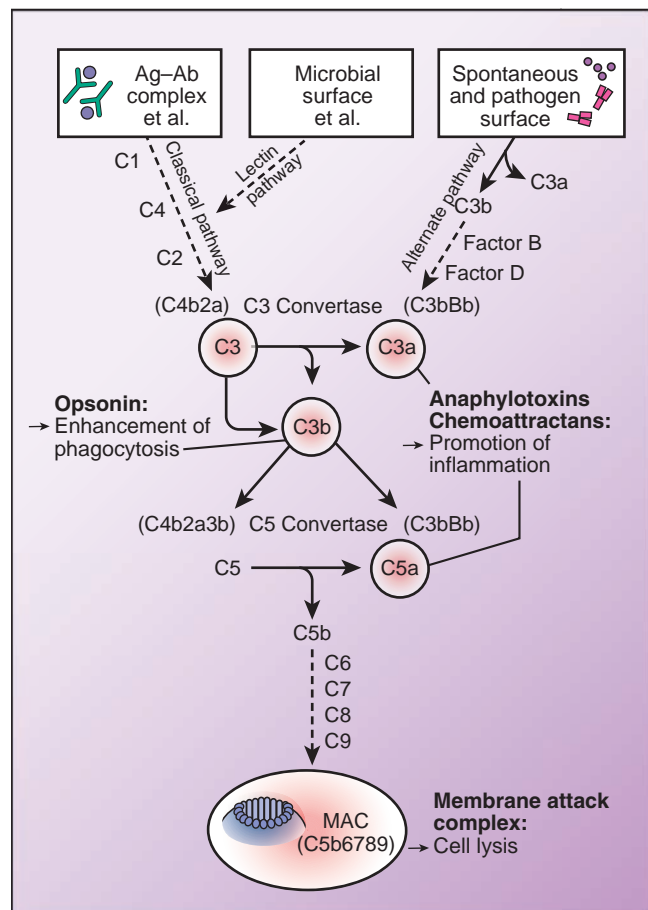 Ag–Ab
complex
et al.
Microbial
surface
et al.
Spontaneous
and pathogen
surface
C1
C4
C2
Classical pathway
Lectin
pathway
Alternate pathway
C3a
C3b
Factor B
Factor D
(C4b2a) C3 Convertase (C3bBb)
C3
C3a
Opsonin:
→ Enhancement of
phagocytosis
C3b
Anaphylotoxins
Chemoattractans:
→ Promotion of
inflammation
(C4b2a3b) C5 Convertase (C3bBb)
C5
C5a
C5b
C6
C7
C8
C9
MAC
(C5b6789)
Membrane attack
complex:
→ Cell lysis